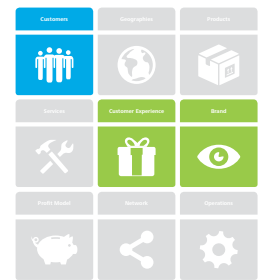 Customers
Geographies
Products
Services
Customer Experience
Brand
Profit Model
Network
Operations